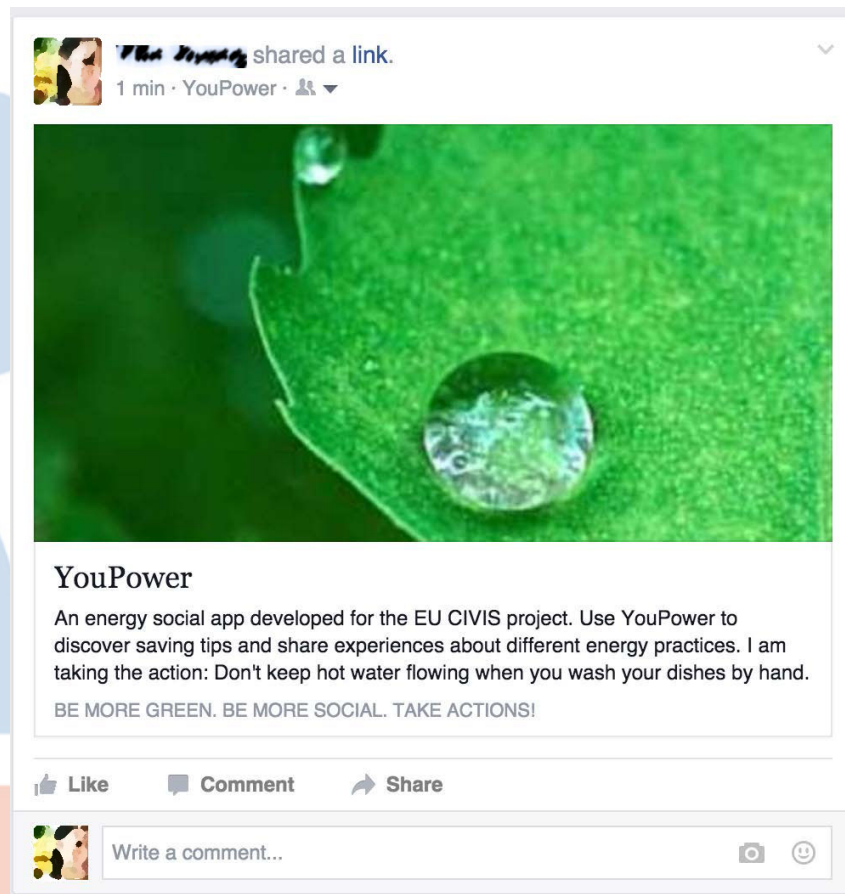 shared a link.
1 min · YouPower ·
YouPower
An energy social app developed for the EU CIVIS project. Use YouPower to
discover saving tips and share experiences about different energy practices. I am
taking the action: Don't keep hot water flowing when you wash your dishes by hand.
BE MORE GREEN. BE MORE SOCIAL. TAKE ACTIONS!
Like Comment Share
Write a comment...